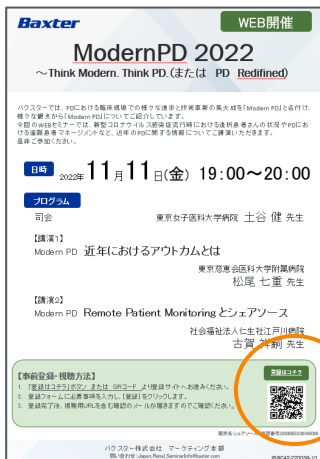 Baxter
WEB開催
ModernPD 2022
～Think Modern. Think PD.(または PD Redifined)
バクスターでは、PDにおける臨床現場での様々な進歩と技術革新の集大成を「Modern PD」と名付け、
様々な観点から「Modern PD」についてご紹介しています。
今回のWEBセミナーでは、新型コロナウイルス感染症流行時における透析患者さんの状況やPDにお
ける遠隔患者マネージメントなど、近年のPDに関する情報についてご講演いただきます。
是非ご参加ください。
日時 2022年11月11日(金) 19:00～20:00
プログラム
司会 東京女子医科大学病院 土谷 健 先生
【講演1】
Modern PD 近年におけるアウトカムとは
東京慈恵会医科大学附属病院
松尾 七重 先生
【講演2】
Modern PD Remote Patient Monitoring とシェアソース
社会福祉法人仁生社江戸川病院
古賀 祥嗣 先生
【事前登録・視聴方法】
1. 「登録はコチラ」ボタン または QRコード より登録サイトへお進みください。
2. 登録フォームに必要事項を入力し、【登録】をクリックします。
3. 登録完了後、視聴用URLを含む確認のメールが届きますのでご確認ください。
登録はコチラ
バクスター株式会社 マーケティング本部